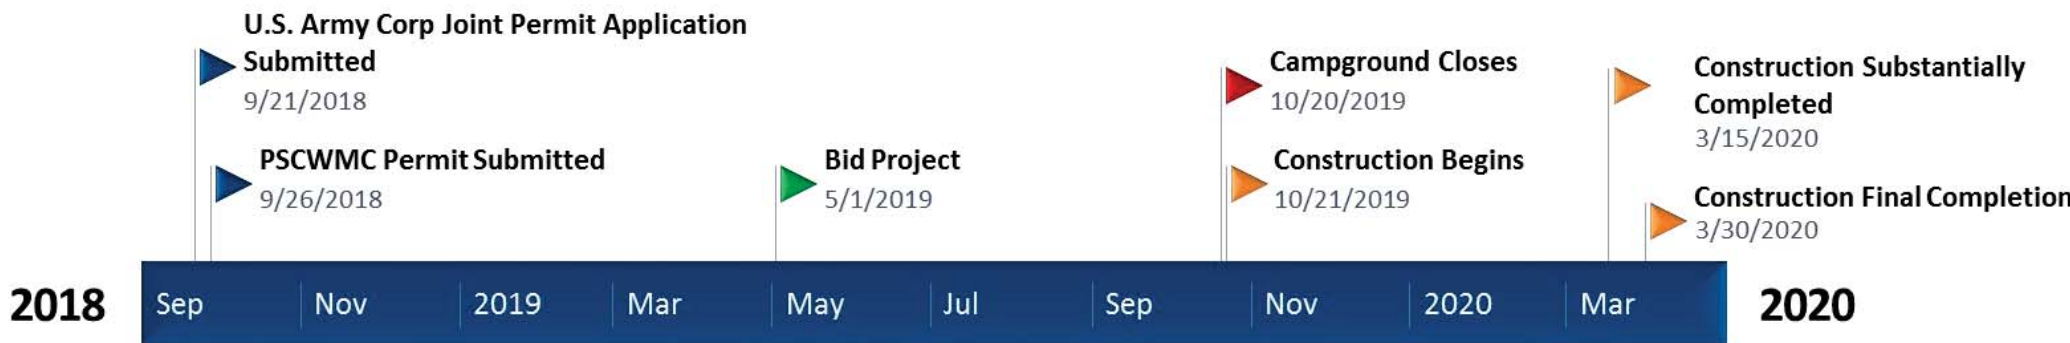 U.S. Army Corp Joint Permit Application
Submitted
9/21/2018
PSCWMC Permit Submitted
9/26/2018
Bid Project
5/1/2019
Campground Closes
10/20/2019
Construction Begins
10/21/2019
Construction Substantially
Completed
3/15/2020
Construction Final Completion
3/30/2020
2018 Sep Nov 2019 Mar May Jul Sep Nov 2020 Mar 2020